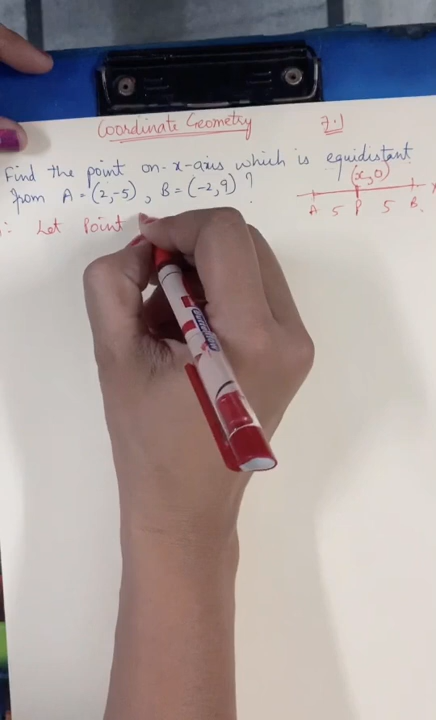 Coordinate Geometry 7.1
Find the point on x-axis which is equidistant
from A = (2,-5), B = (-2,9)?
(x,0)
A 5 P 5 B
Let Point